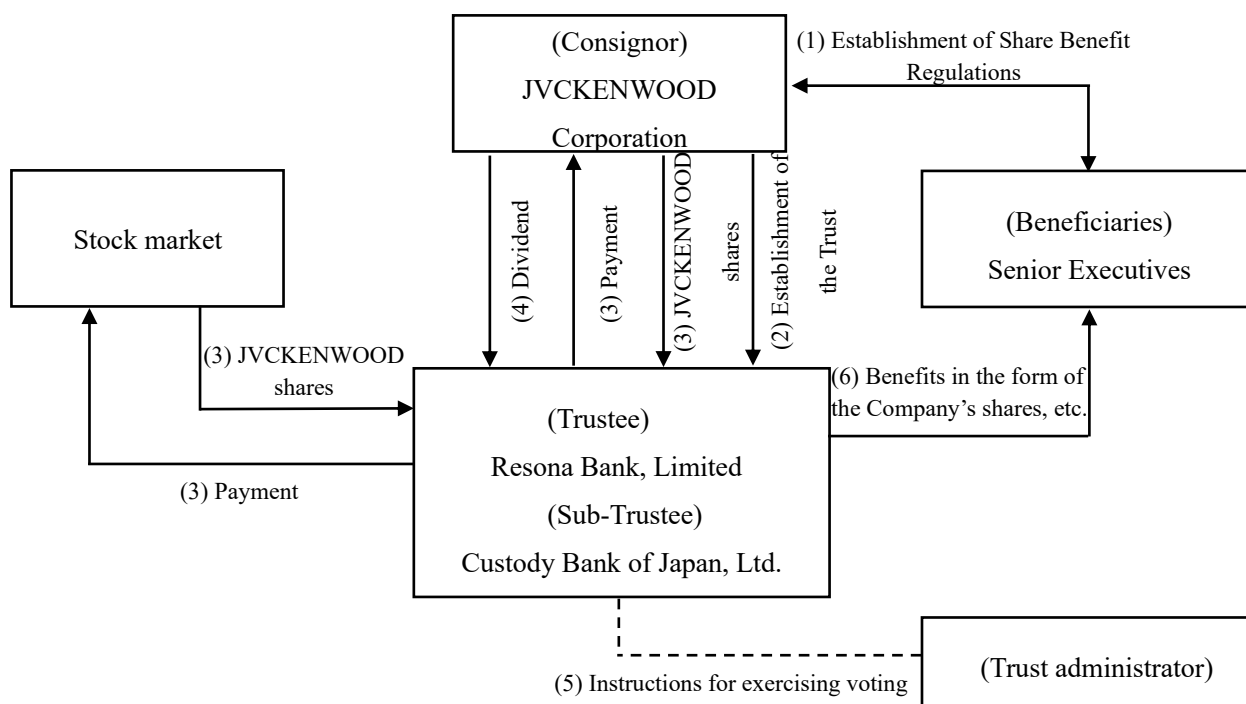 (Consignor)
JVCKENWOOD
Corporation
(1) Establishment of Share Benefit
Regulations
Stock market
(Beneficiaries)
Senior Executives
(4) Dividend
(3) Payment
(3) JVCKENWOOD
shares
(2) Establishment of
the Trust
(3) JVCKENWOOD
shares
(6) Benefits in the form of
the Company’s shares, etc.
(Trustee)
Resona Bank, Limited
(Sub-Trustee)
Custody Bank of Japan, Ltd.
(3) Payment
(5) Instructions for exercising voting
(Trust administrator)